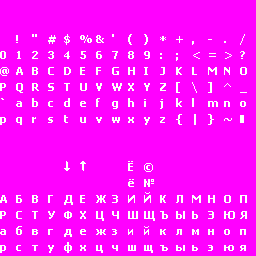 ! " # $ % & ' ( ) * + , - . /
0 1 2 3 4 5 6 7 8 9 : ; < = > ?
@ A B C D E F G H I J K L M N O
P Q R S T U V W X Y Z [ \ ] ^ _
` a b c d e f g h i j k l m n o
p q r s t u v w x y z { | } ~ ▮
↓ ↑ Ё ©
ё №
А Б В Г Д Е Ж З И Й К Л М Н О П
Р С Т У Ф Х Ц Ч Ш Щ Ъ Ы Ь Э Ю Я
а б в г д е ж з и й к л м н о п
р с т у ф х ц ч ш щ ъ ы ь э ю я